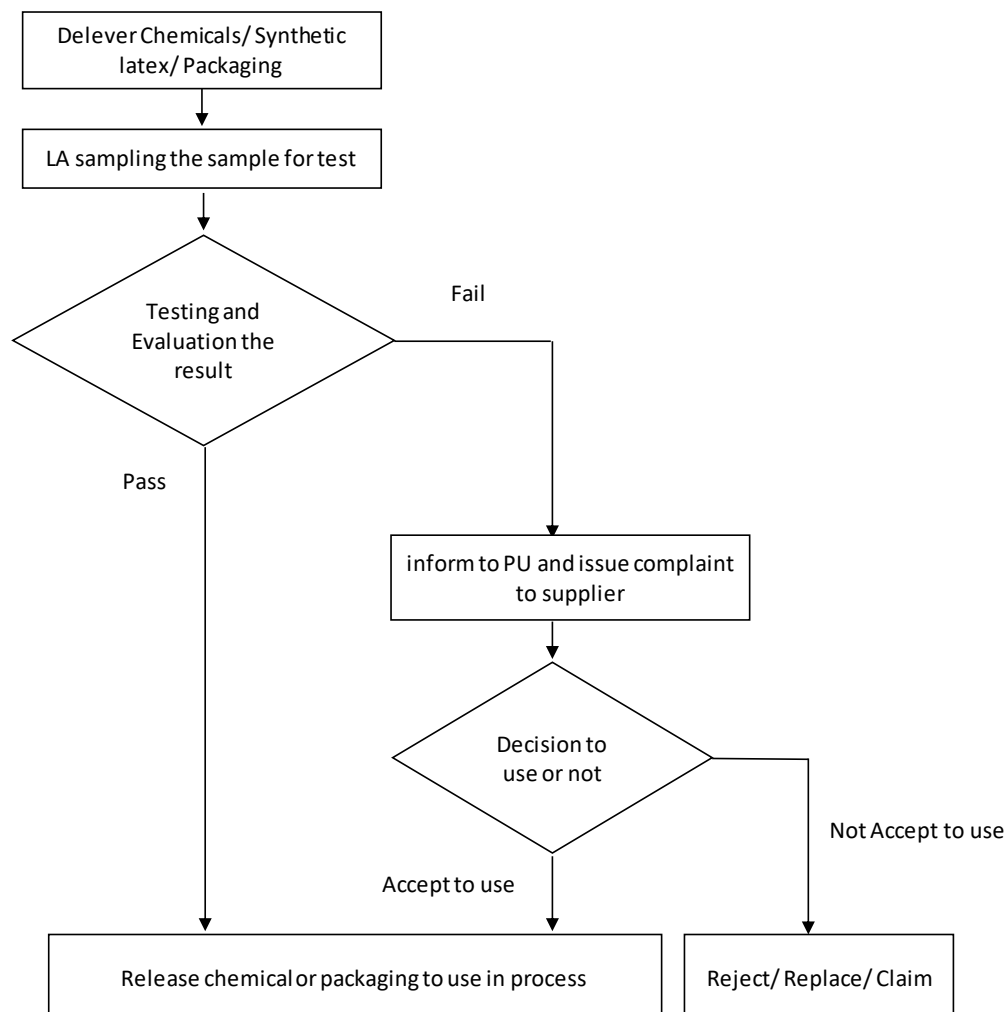 Delever Chemicals/ Synthetic
latex/ Packaging
LA sampling the sample for test
Testing and
Evaluation the
result
Fail
Pass
inform to PU and issue complaint
to supplier
Decision to
use or not
Not Accept to use
Accept to use
Release chemical or packaging to use in process
Reject/ Replace/ Claim